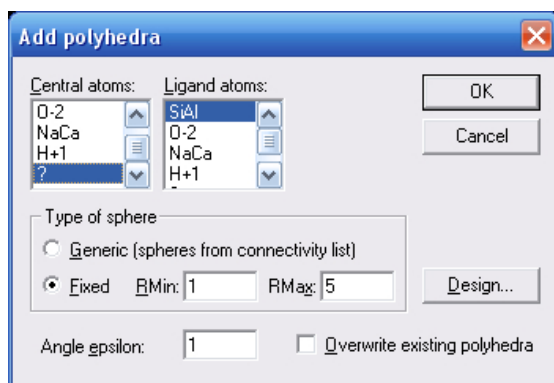 Add polyhedra
Central atoms: Ligand atoms:
O-2
NaCa
H+1
?
SiAl
O-2
NaCa
H+1
OK
Cancel
Type of sphere
Generic (spheres from connectivity list)
Fixed RMin: 1 RMax: 5
Design...
Angle epsilon: 1 Overwrite existing polyhedra